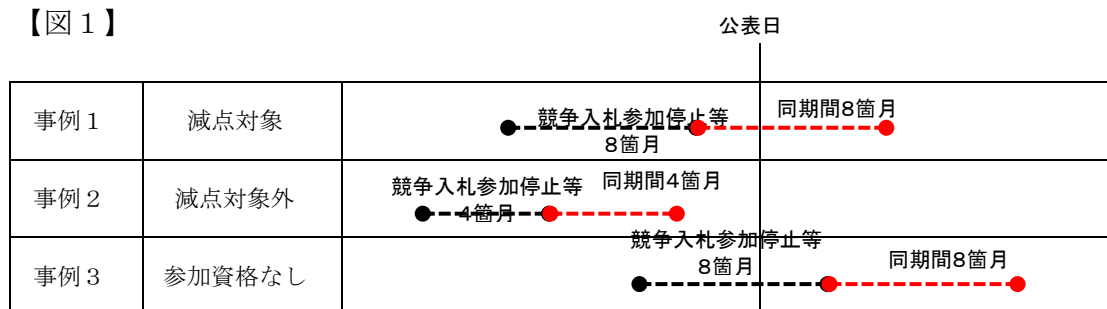 【図１】
公表日
事例１
減点対象
競争入札参加停止等
8箇月
同期間8箇月
事例２
減点対象外
競争入札参加停止等
4箇月
同期間4箇月
事例３
参加資格なし
競争入札参加停止等
8箇月
同期間8箇月